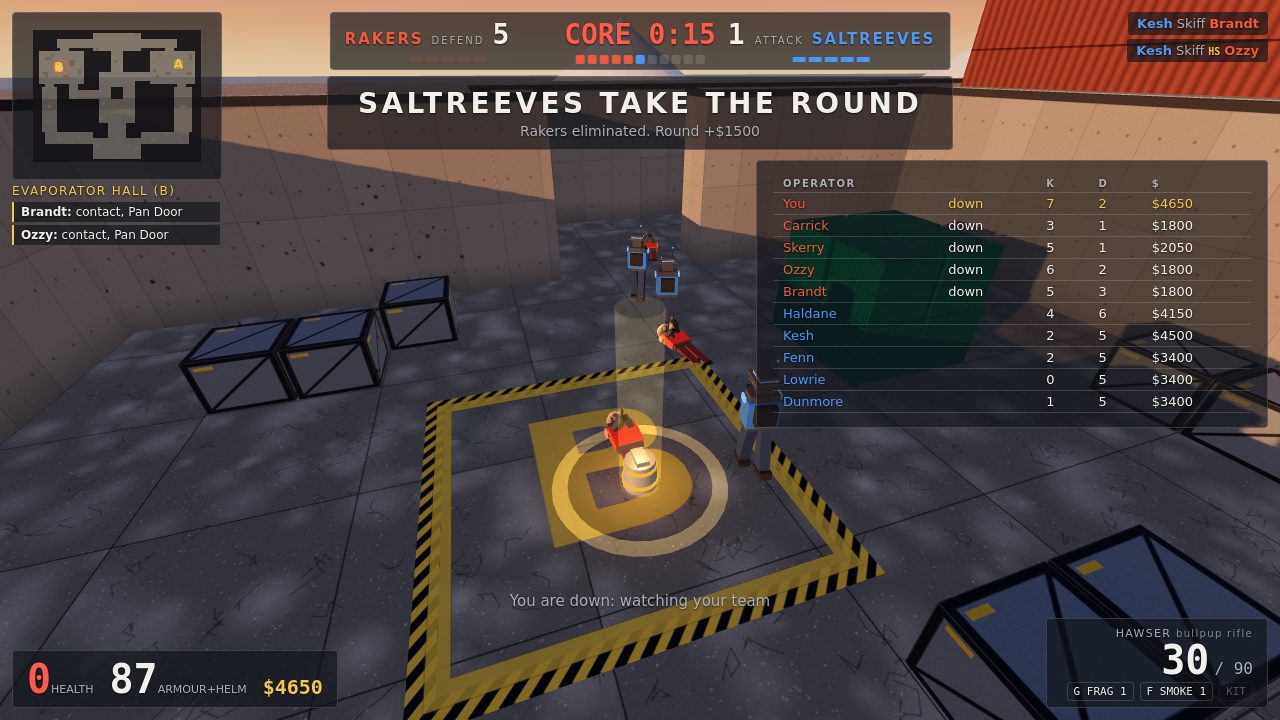 RAKERS DEFEND 5 CORE 0:15 1 ATTACK SALTREEVES
Kesh Skiff Brandt
Kesh Skiff HS Ozzy
B A
SALTREEVES TAKE THE ROUND
Rakers eliminated. Round +$1500
EVAPORATOR HALL (B)
Brandt: contact, Pan Door
Ozzy: contact, Pan Door
OPERATOR K D $
You down 7 2 $4650
Carrick down 3 1 $1800
Skerry down 5 1 $2050
Ozzy down 6 2 $1800
Brandt down 5 3 $1800
Haldane 4 6 $4150
Kesh 2 5 $4500
Fenn 2 5 $3400
Lowrie 0 5 $3400
Dunmore 1 5 $3400
B
You are down: watching your team
0 HEALTH 87 ARMOUR+HELM $4650
HAWSER bullpup rifle
30 / 90
G FRAG 1 F SMOKE 1 KIT